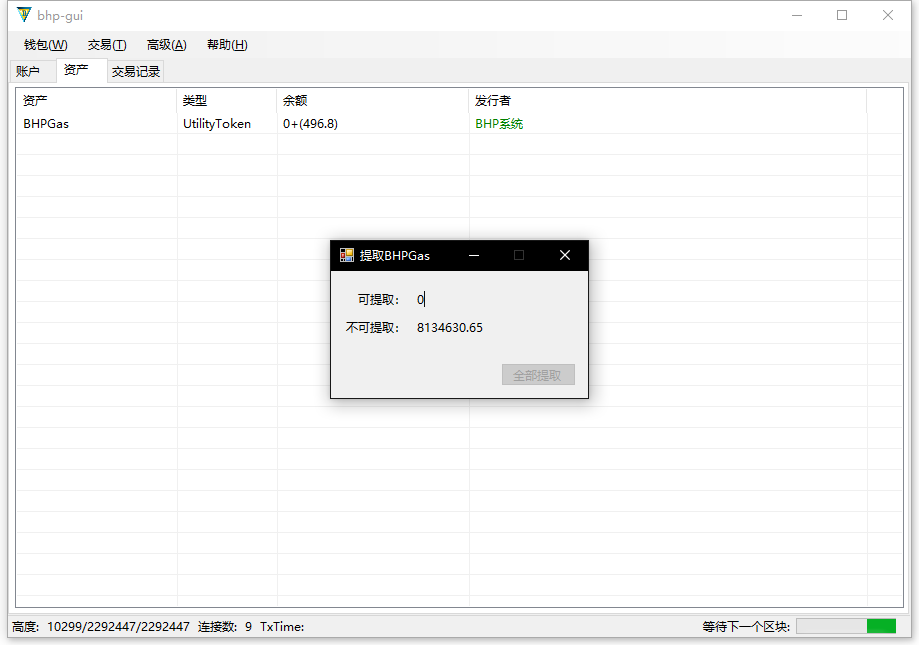 bhp-gui
钱包(W) 交易(T) 高级(A) 帮助(H)
账户 资产 交易记录
资产 类型 余额 发行者
BHPGas UtilityToken 0+(496.8) BHP系统
提取BHPGas
可提取： 0
不可提取： 8134630.65
全部提取
高度: 10299/2292447/2292447 连接数: 9 TxTime: 等待下一个区块: